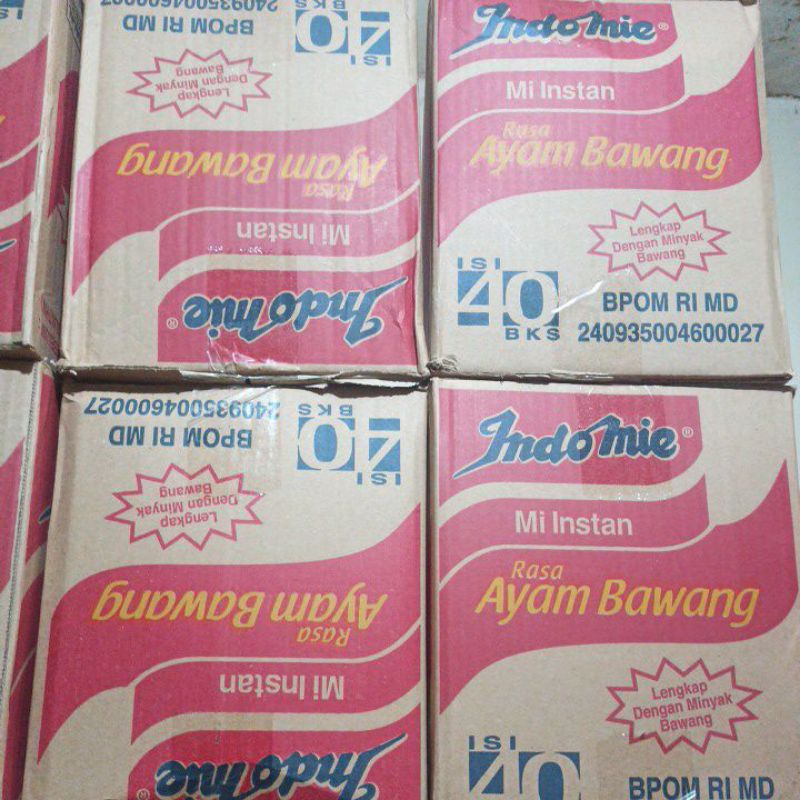 240935004600027
BPOM RI MD
ISI
40
BKS
Lengkap
Dengan Minyak
Bawang
Rasa
Ayam Bawang
Mi Instan
Indomie®
Indomie®
Mi Instan
Rasa
Ayam Bawang
Lengkap
Dengan Minyak
Bawang
ISI
40
BKS
BPOM RI MD
240935004600027
240935004600027
BPOM RI MD
ISI
40
BKS
Lengkap
Dengan Minyak
Bawang
Rasa
Ayam Bawang
Mi Instan
Indomie
Indomie®
Mi Instan
Rasa
Ayam Bawang
Lengkap
Dengan Minyak
Bawang
ISI
40
BPOM RI MD